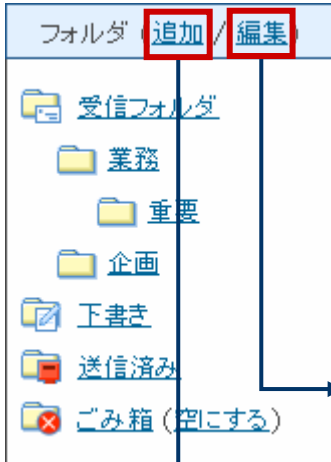 フォルダ (追加 / 編集)
受信フォルダ
業務
重要
企画
下書き
送信済み
ごみ箱 (空にする)